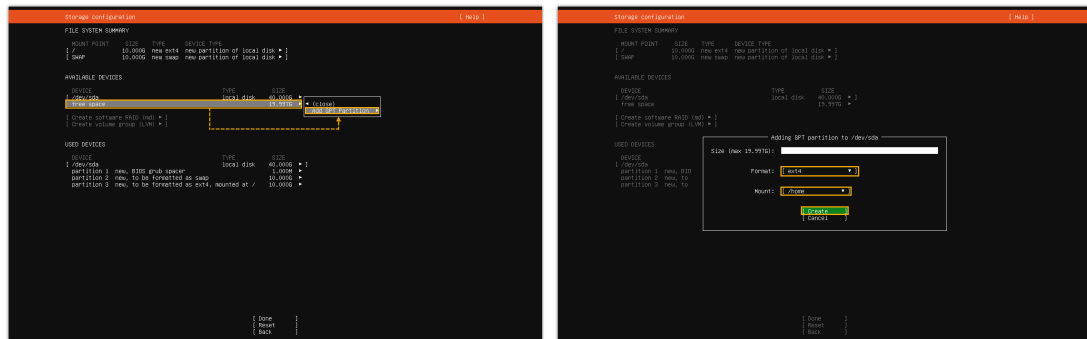 Storage configuration [ Help ]
FILE SYSTEM SUMMARY
MOUNT POINT SIZE TYPE DEVICE TYPE
[ / 10.000G new ext4 new partition of local disk ▸ ]
[ SWAP 10.000G new swap new partition of local disk ▸ ]
AVAILABLE DEVICES
DEVICE TYPE SIZE
[ /dev/sda local disk 40.000G ▸ ]
free space 19.997G ▸
◂ (close)
Add GPT Partition ▸
[ Create software RAID (md) ▸ ]
[ Create volume group (LVM) ▸ ]
USED DEVICES
DEVICE TYPE SIZE
[ /dev/sda local disk 40.000G ▸ ]
partition 1 new, BIOS grub spacer 1.000M ▸
partition 2 new, to be formatted as swap 10.000G ▸
partition 3 new, to be formatted as ext4, mounted at / 10.000G ▸
[ Done ]
[ Reset ]
[ Back ]
Storage configuration [ Help ]
FILE SYSTEM SUMMARY
MOUNT POINT SIZE TYPE DEVICE TYPE
[ / 10.000G new ext4 new partition of local disk ▸ ]
[ SWAP 10.000G new swap new partition of local disk ▸ ]
AVAILABLE DEVICES
DEVICE TYPE SIZE
[ /dev/sda local disk 40.000G ▸ ]
free space 19.997G ▸
[ Create software RAID (md) ▸ ]
[ Create volume group (LVM) ▸ ]
USED DEVICES
DEVICE
[ /dev/sda
partition 1 new, BIO
partition 2 new, to
partition 3 new, to
Adding GPT partition to /dev/sda
Size (max 19.997G):
Format: [ ext4 ▾ ]
Mount: [ /home ▾ ]
[ Create ]
[ Cancel ]
[ Done ]
[ Reset ]
[ Back ]